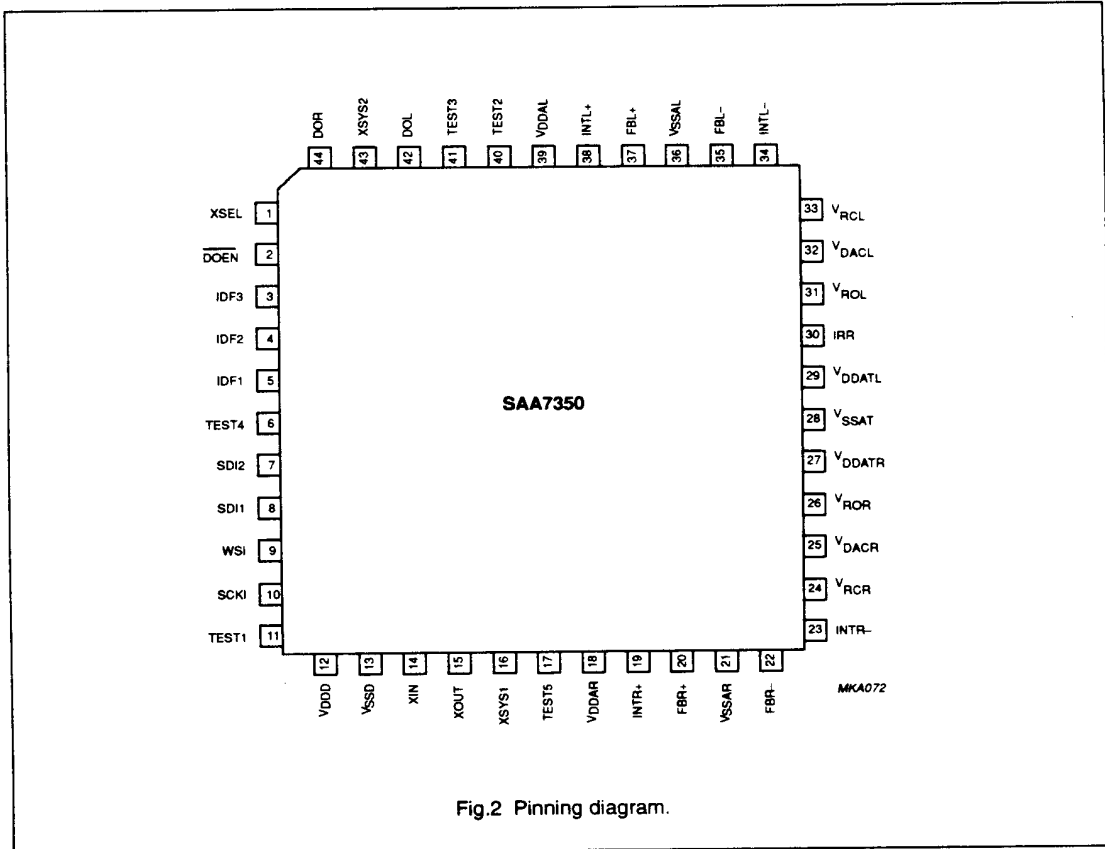 DOR XSYS2 DOL TEST3 TEST2 VDDAL INTL+ FBL+ VSSAL FBL– INTL–
44 43 42 41 40 39 38 37 36 35 34
XSEL 1
DOEN 2
IDF3 3
IDF2 4
IDF1 5
TEST4 6
SDI2 7
SDI1 8
WSI 9
SCKI 10
TEST1 11
SAA7350
33 VRCL
32 VDACL
31 VROL
30 IRR
29 VDDATL
28 VSSAT
27 VDDATR
26 VROR
25 VDACR
24 VRCR
23 INTR–
12 13 14 15 16 17 18 19 20 21 22
VDDD VSSD XIN XOUT XSYS1 TEST5 VDDAR INTR+ FBR+ VSSAR FBR–
MKA072
Fig.2 Pinning diagram.